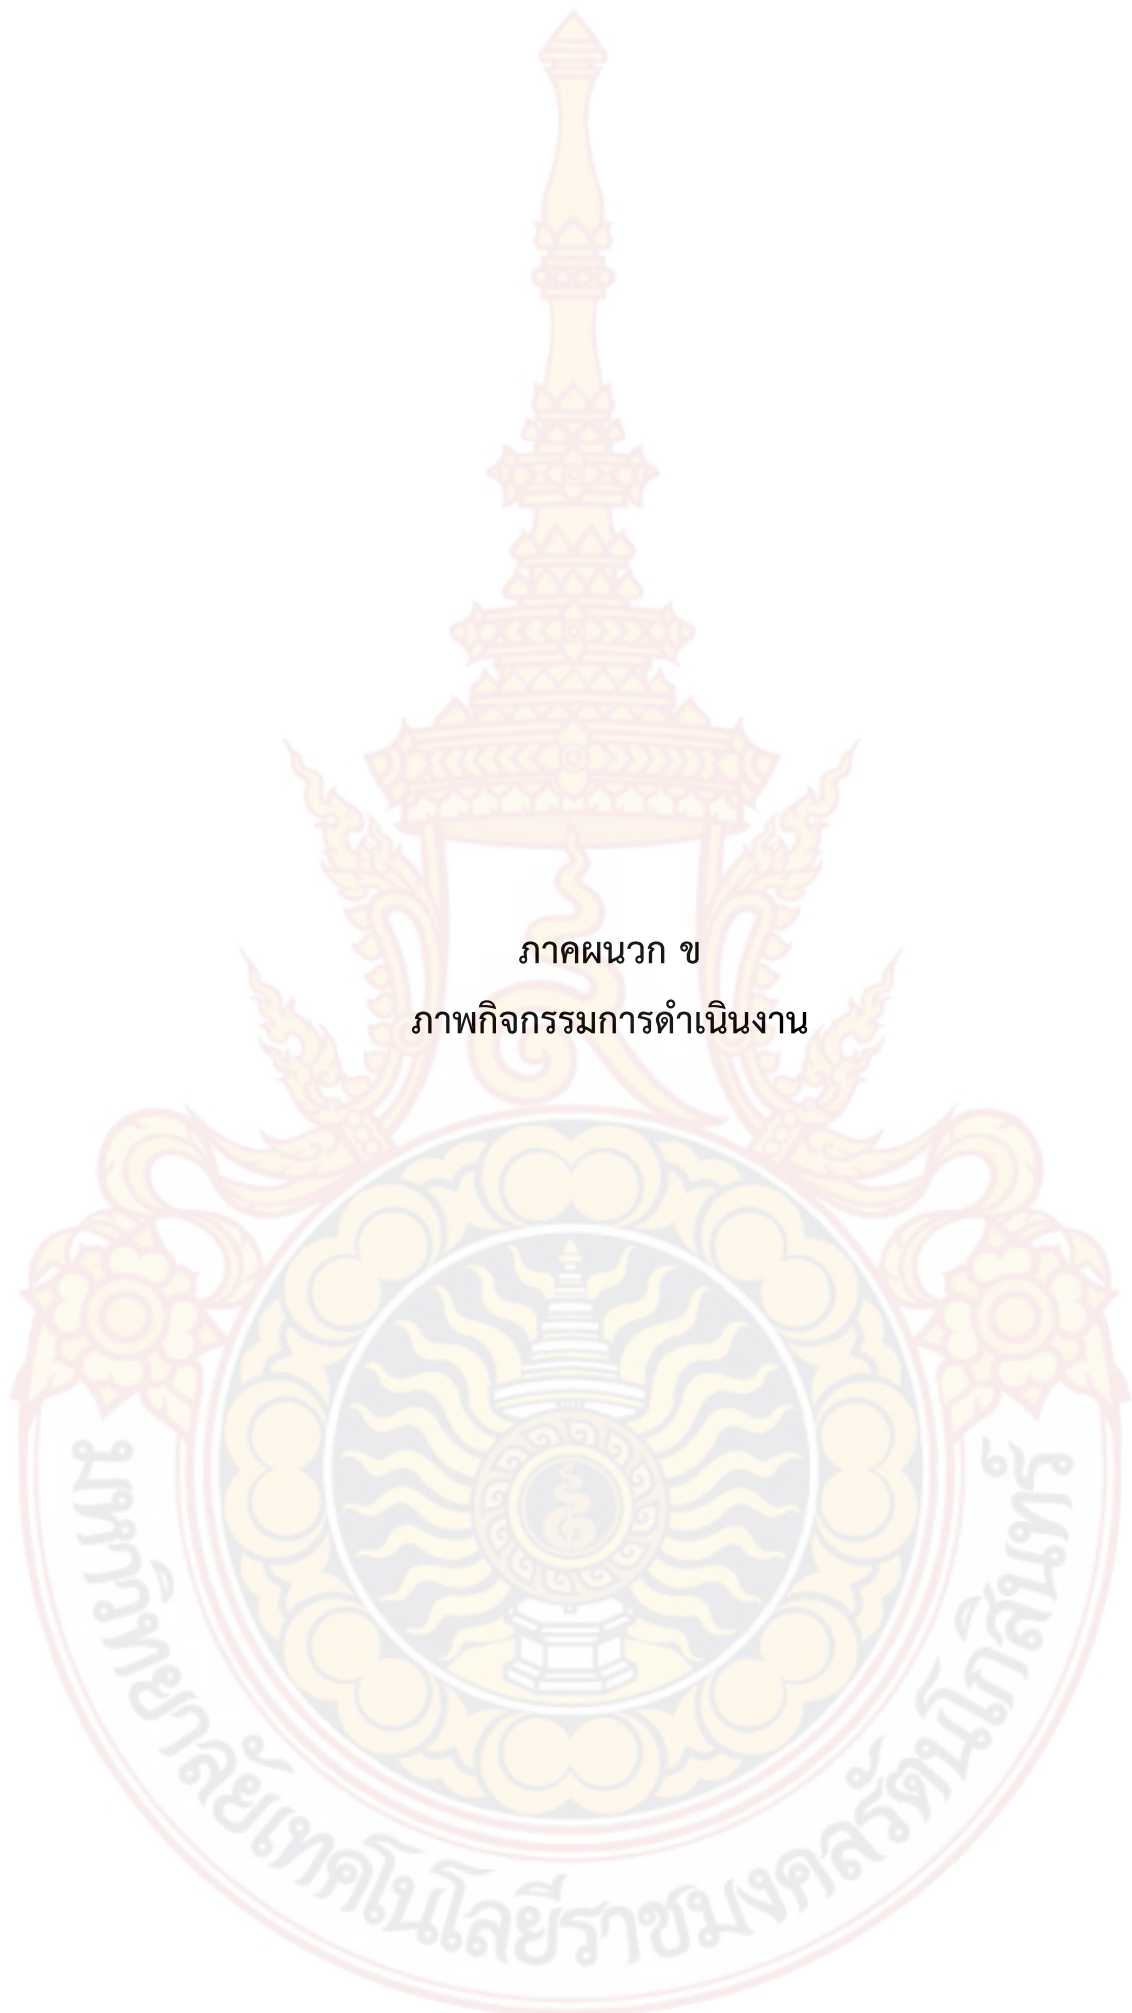 ภาคผนวก ข
ภาพกิจกรรมการดำเนินงาน
มหาวิทยาลัยเทคโนโลยีราชมงคลรัตนโกสินทร์